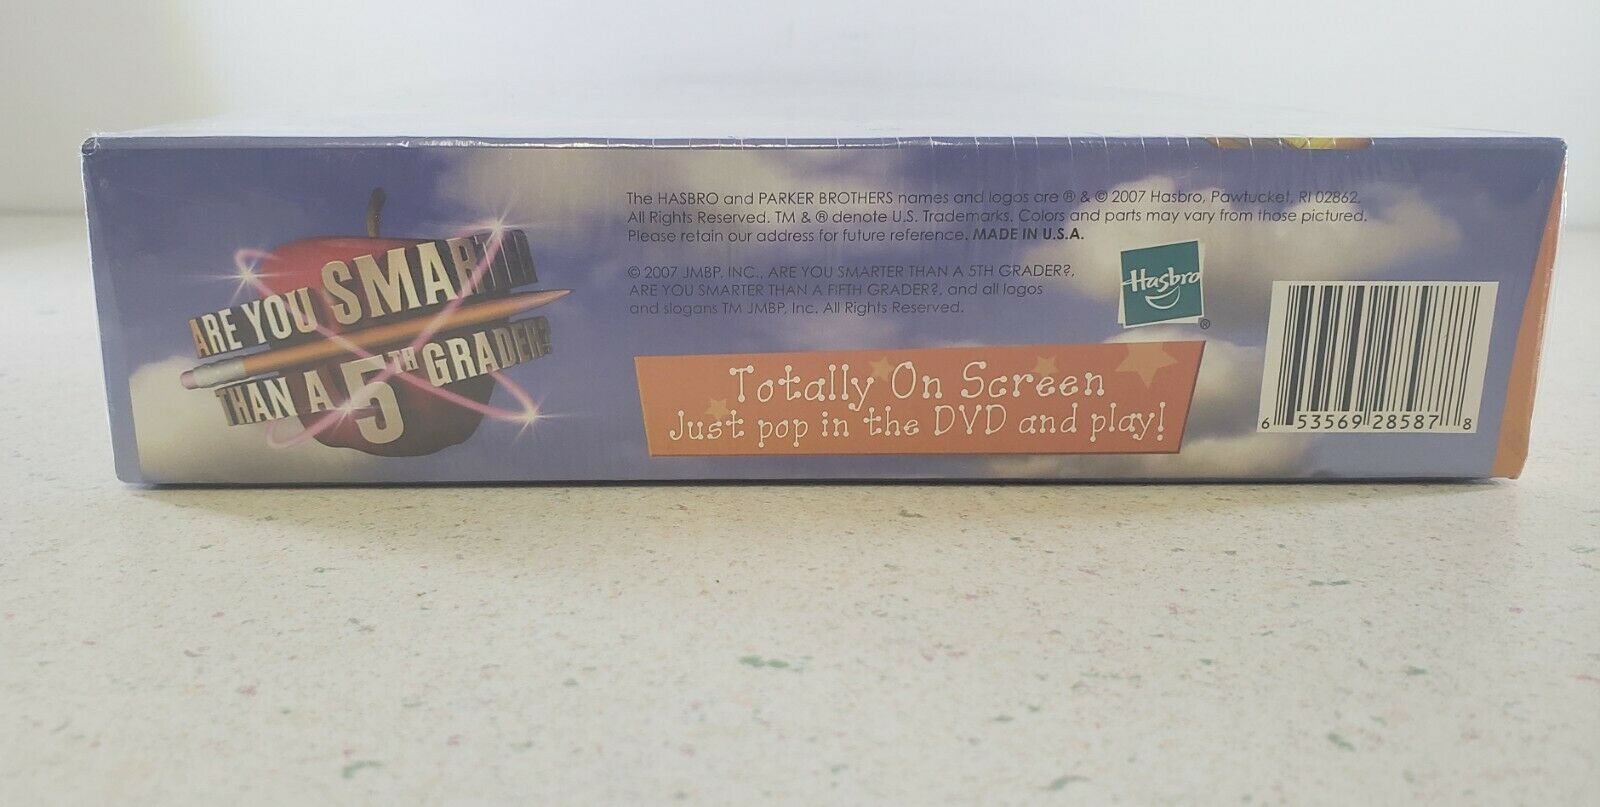 ARE YOU SMARTER
THAN A 5TH GRADER?
The HASBRO and PARKER BROTHERS names and logos are ® & © 2007 Hasbro, Pawtucket, RI 02862.
All Rights Reserved. TM & ® denote U.S. Trademarks. Colors and parts may vary from those pictured.
Please retain our address for future reference. MADE IN U.S.A.
© 2007 JMBP, INC., ARE YOU SMARTER THAN A 5TH GRADER?,
ARE YOU SMARTER THAN A FIFTH GRADER?, and all logos
and slogans TM JMBP, Inc. All Rights Reserved.
Hasbro
®
Totally On Screen
Just pop in the DVD and play!
6 53569 28587 8